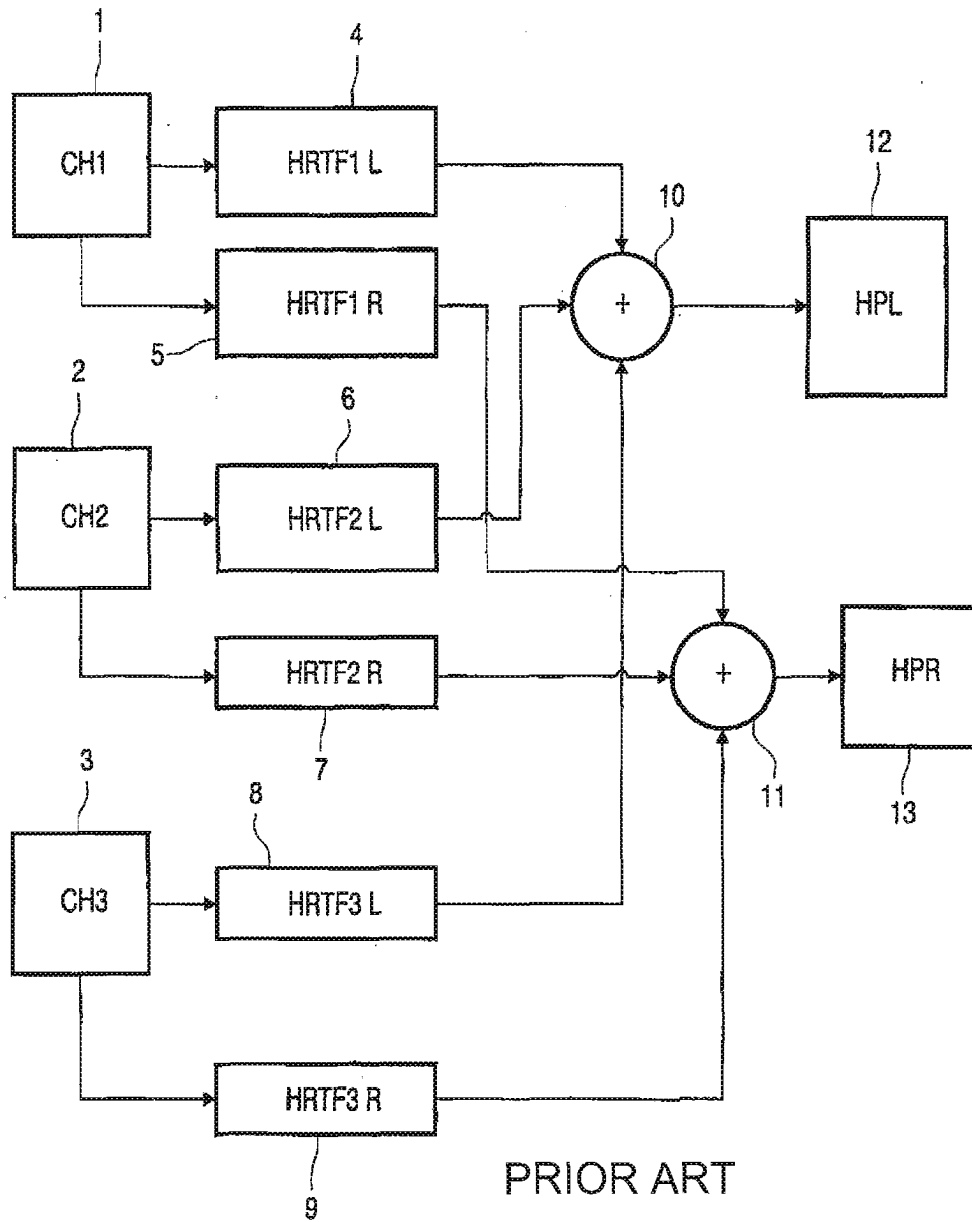 1
4
CH1
HRTF1 L
12
10
HRTF1 R
+
HPL
5
2
6
CH2
HRTF2 L
HRTF2 R
+
HPR
7
11
13
3
8
CH3
HRTF3 L
HRTF3 R
9
PRIOR ART